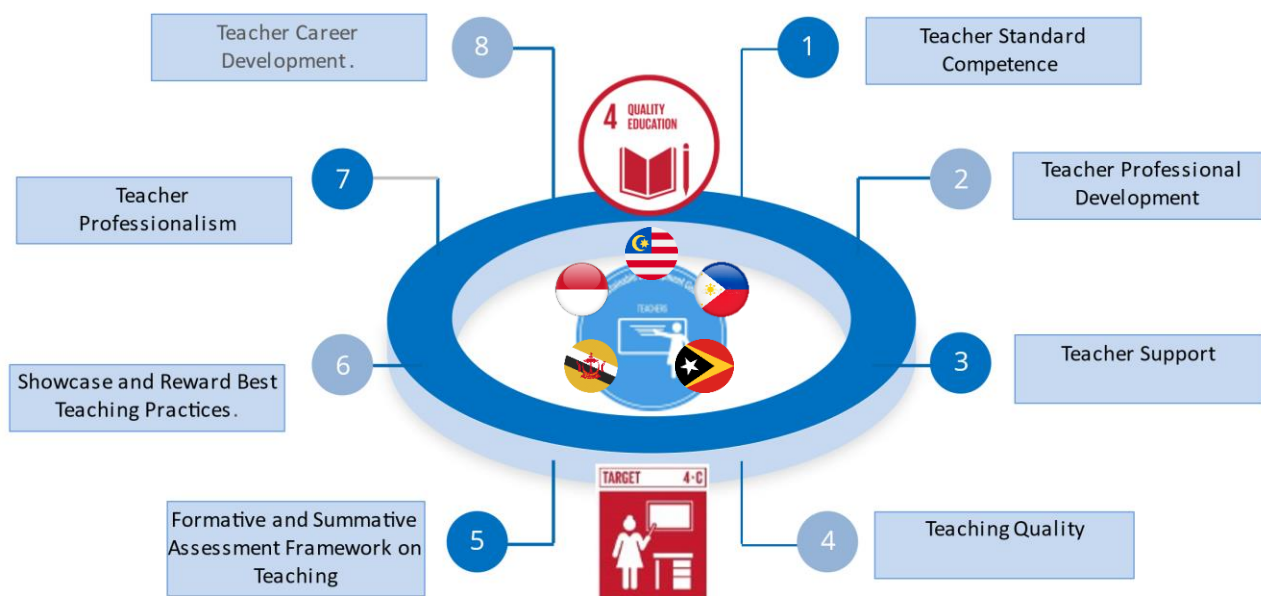 Teacher Career
Development.
8
1
Teacher Standard
Competence
4 QUALITY
EDUCATION
7
Teacher
Professionalism
2
Teacher Professional
Development
TEACHERS
6
Showcase and Reward Best
Teaching Practices.
3
Teacher Support
TARGET 4·C
Formative and Summative
Assessment Framework on
Teaching
5
4
Teaching Quality